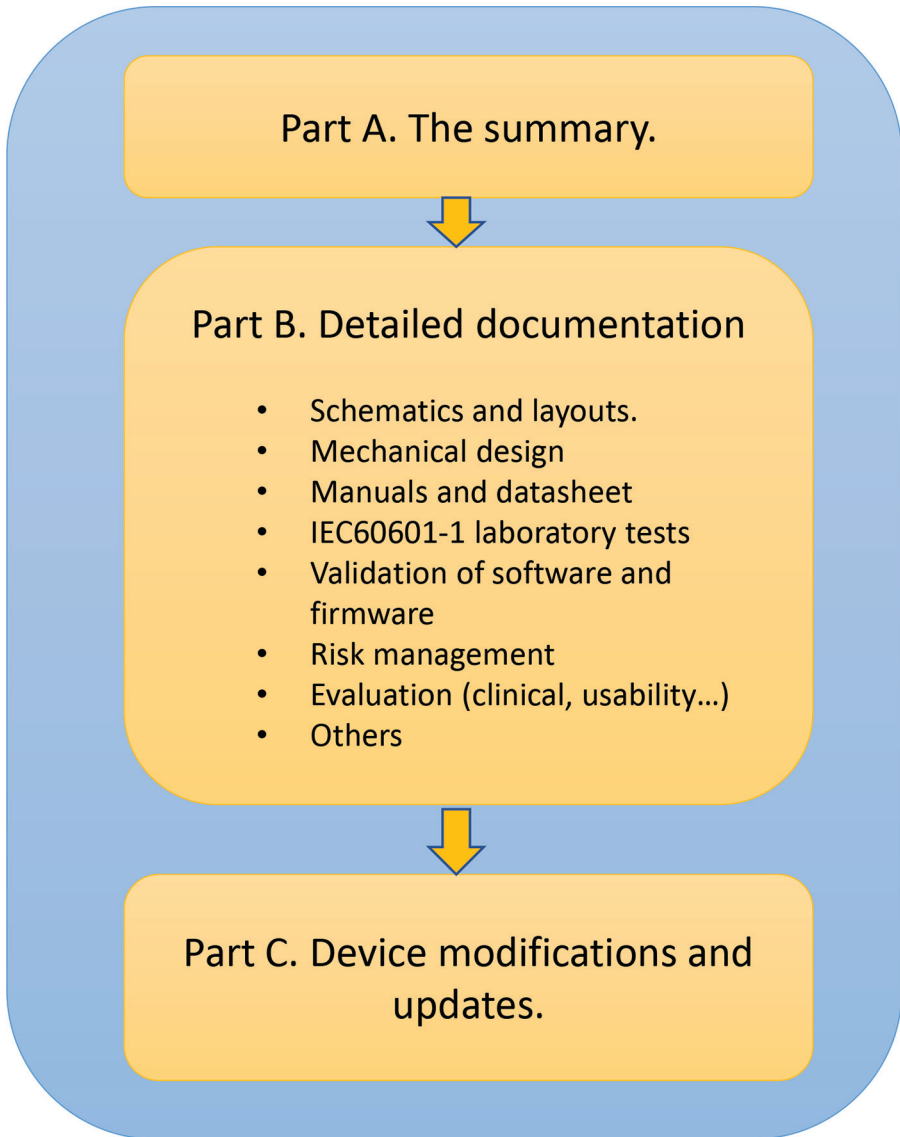 Part A. The summary.
Part B. Detailed documentation
• Schematics and layouts.
• Mechanical design
• Manuals and datasheet
• IEC60601-1 laboratory tests
• Validation of software and
firmware
• Risk management
• Evaluation (clinical, usability...)
• Others
Part C. Device modifications and
updates.